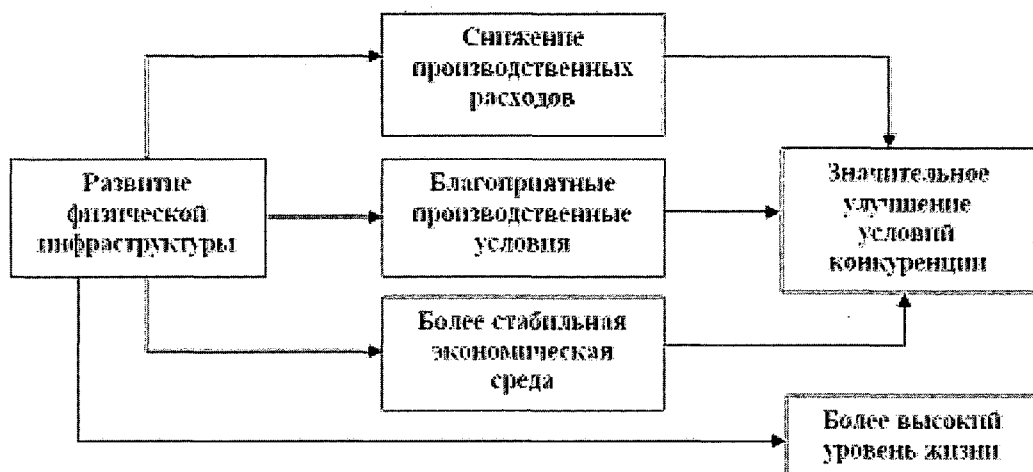 Снижение
производственных
расходов
Развитие
физической
инфраструктуры
Благоприятные
производственные
условия
Значительное
улучшение
условий
конкуренции
Более стабильная
экономическая
среда
Более высокий
уровень жизни